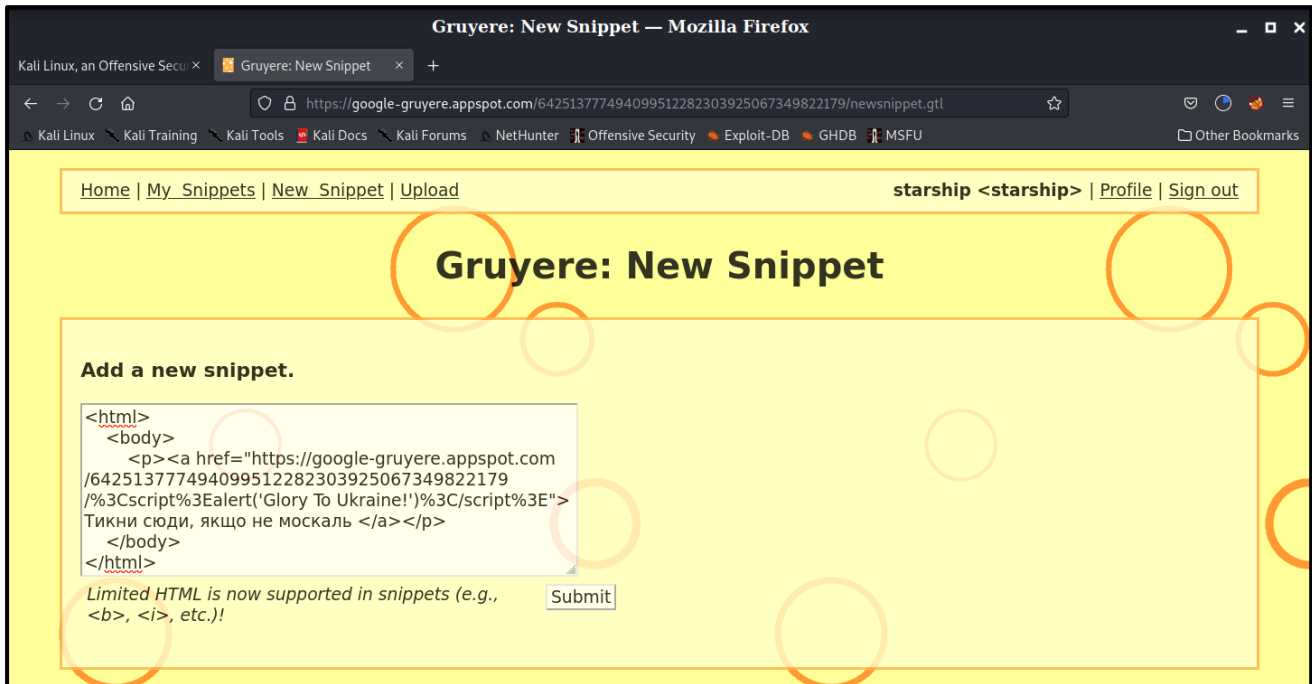 Gruyere: New Snippet — Mozilla Firefox
Kali Linux, an Offensive Secur
Gruyere: New Snippet
https://google-gruyere.appspot.com/642513777494099512282303925067349822179/newsnippet.gtl
Kali Linux Kali Training Kali Tools Kali Docs Kali Forums NetHunter Offensive Security Exploit-DB GHDB MSFU Other Bookmarks
Home | My Snippets | New Snippet | Upload starship <starship> | Profile | Sign out
Gruyere: New Snippet
Add a new snippet.
<html>
<body>
<p><a href="https://google-gruyere.appspot.com
/642513777494099512282303925067349822179
/%3Cscript%3Ealert('Glory To Ukraine!')%3C/script%3E">
Тикни сюди, якщо не москаль </a></p>
</body>
</html>
Limited HTML is now supported in snippets (e.g., Submit
<b>, <i>, etc.)!